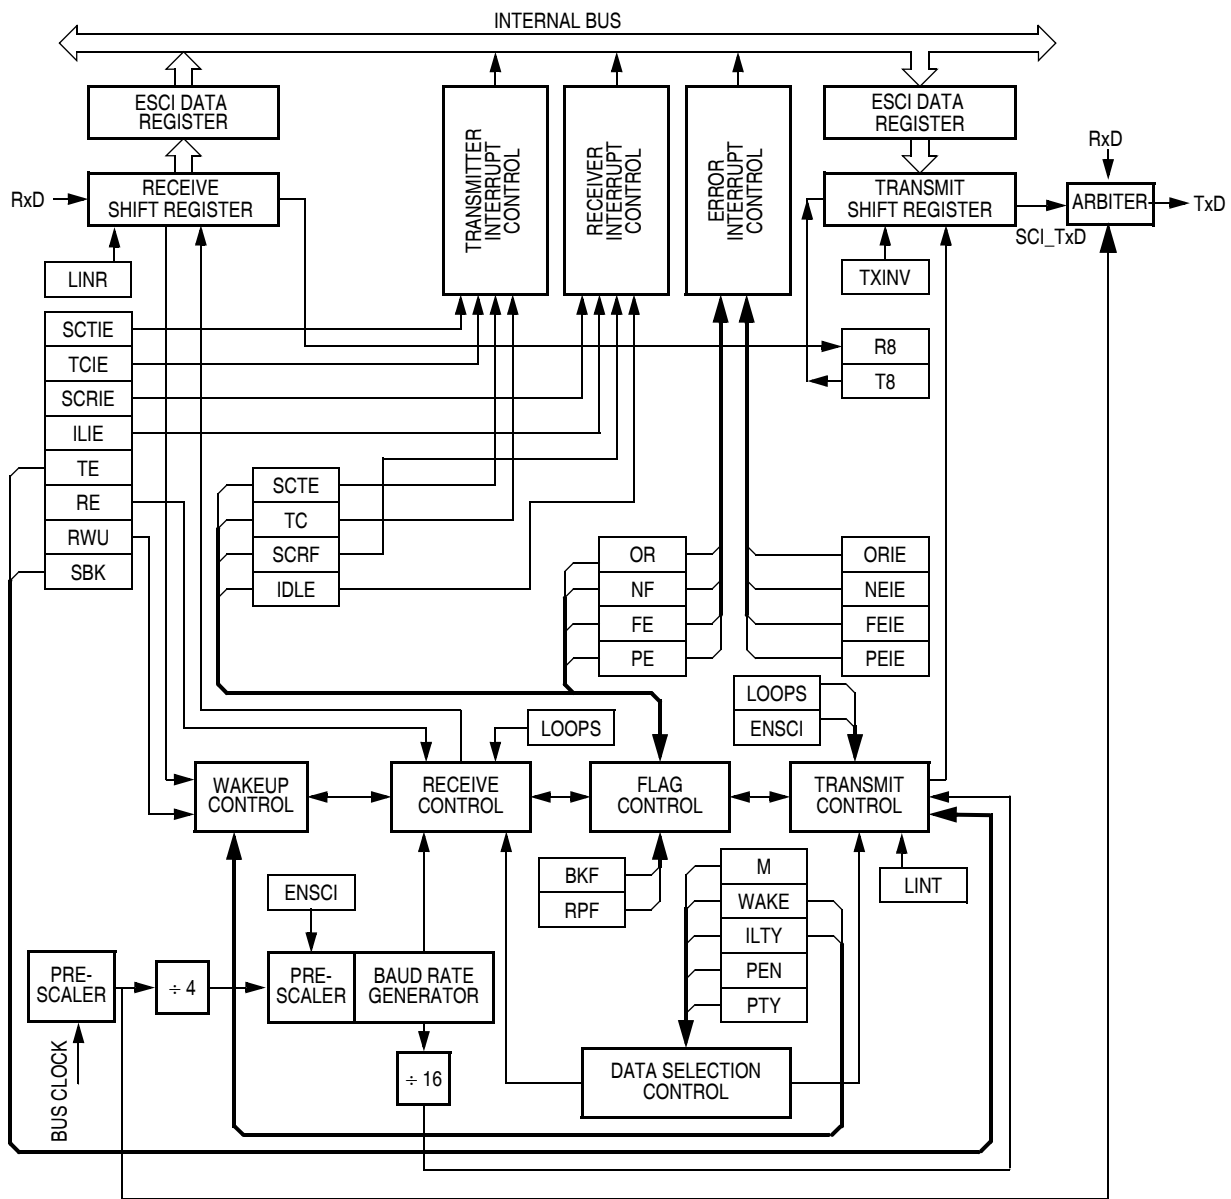 INTERNAL BUS
ESCI DATA
REGISTER
TRANSMITTER
INTERRUPT
CONTROL
RECEIVER
INTERRUPT
CONTROL
ERROR
INTERRUPT
CONTROL
ESCI DATA
REGISTER
RxD
RECEIVE
SHIFT REGISTER
TRANSMIT
SHIFT REGISTER
RxD
ARBITER
TxD
SCI_TxD
LINR
TXINV
SCTIE
TCIE
SCRIE
ILIE
TE
RE
RWU
SBK
R8
T8
SCTE
TC
SCRF
IDLE
OR
NF
FE
PE
ORIE
NEIE
FEIE
PEIE
LOOPS
LOOPS
ENSCI
WAKEUP
CONTROL
RECEIVE
CONTROL
FLAG
CONTROL
TRANSMIT
CONTROL
BKF
RPF
M
WAKE
ILTY
PEN
PTY
LINT
ENSCI
PRE-
SCALER
÷ 4
PRE-
SCALER
BAUD RATE
GENERATOR
BUS CLOCK
÷ 16
DATA SELECTION
CONTROL